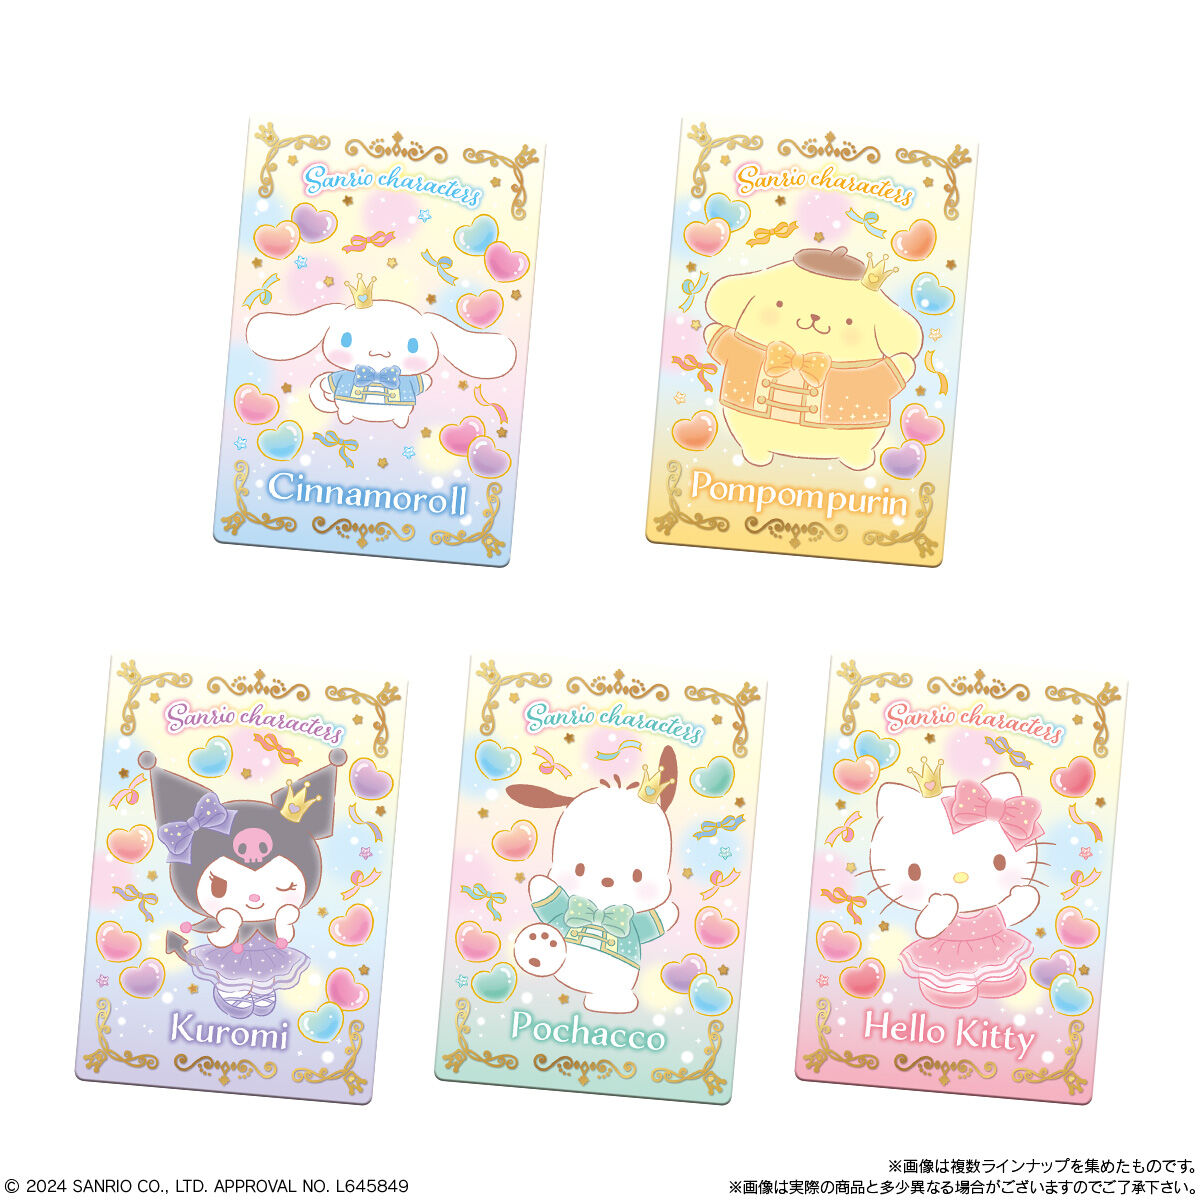 Sanrio characters
Cinnamoroll
Sanrio characters
Pompompurin
Sanrio characters
Kuromi
Sanrio characters
Pochacco
Sanrio characters
Hello Kitty
※画像は複数ラインナップを集めたものです。
© 2024 SANRIO CO., LTD. APPROVAL NO. L645849
※画像は実際の商品と多少異なる場合がございますのでご了承下さい。